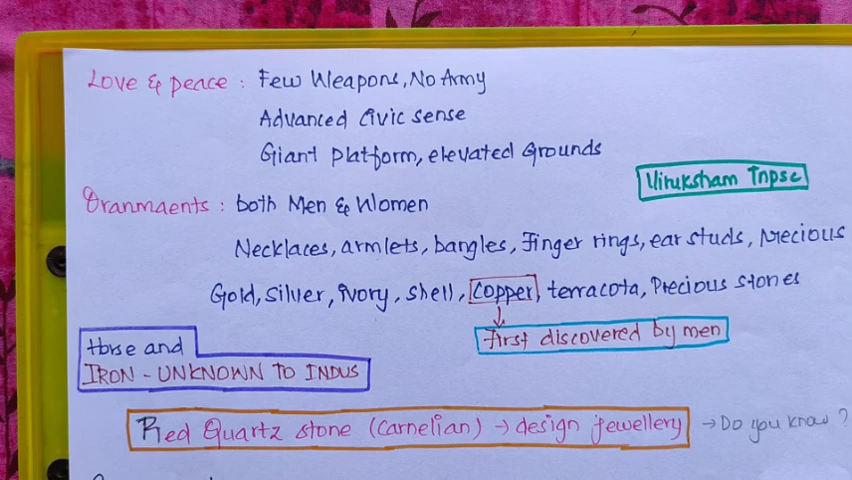 Love & peace : Few Weapons, No Army
Advanced Civic sense
Giant Platform, elevated Grounds
Viruksham Tnpsc
Oranmaents : both Men & Women
Necklaces, armlets, bangles, Finger rings, ear studs, Precious
Gold, Silver, ivory, shell, Copper, terracota, Precious stones
First discovered by men
Horse and
IRON - UNKNOWN TO INDUS
Red Quartz stone (Carnelian) → design jewellery → Do you know?